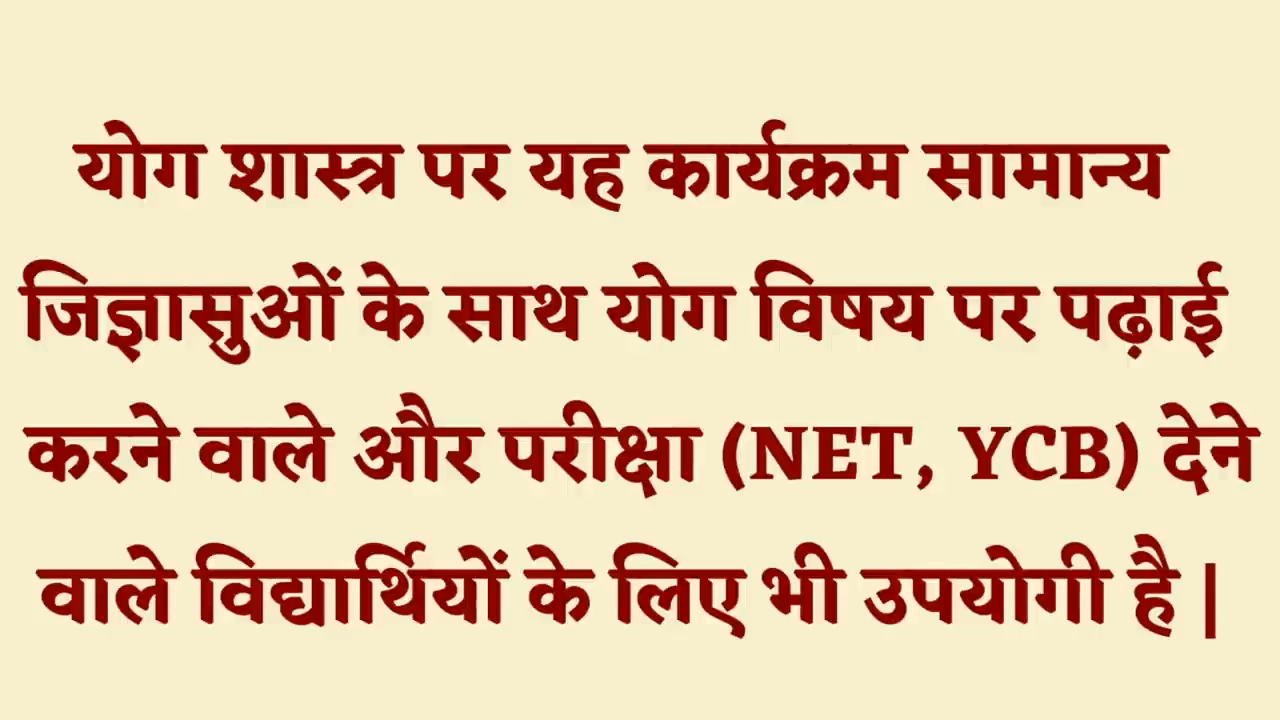 योग शास्त्र पर यह कार्यक्रम सामान्य
जिज्ञासुओं के साथ योग विषय पर पढ़ाई
करने वाले और परीक्षा (NET, YCB) देने
वाले विद्यार्थियों के लिए भी उपयोगी है |